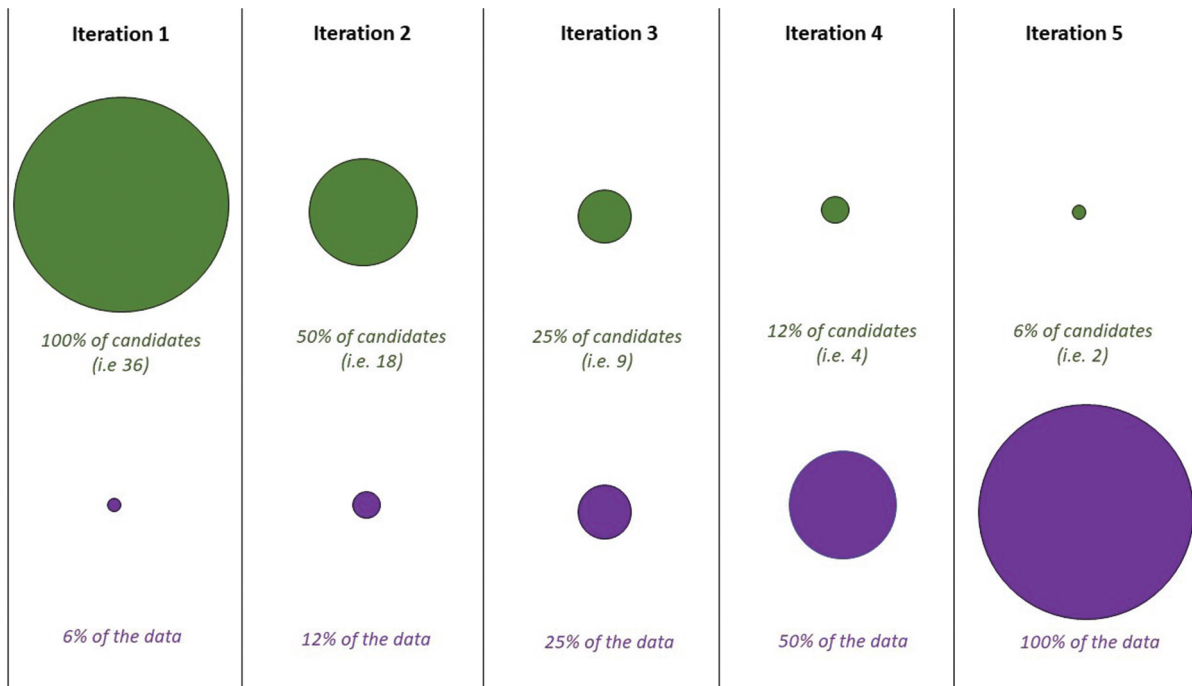 Iteration 1
Iteration 2
Iteration 3
Iteration 4
Iteration 5
100% of candidates
(i.e 36)
50% of candidates
(i.e. 18)
25% of candidates
(i.e. 9)
12% of candidates
(i.e. 4)
6% of candidates
(i.e. 2)
6% of the data
12% of the data
25% of the data
50% of the data
100% of the data